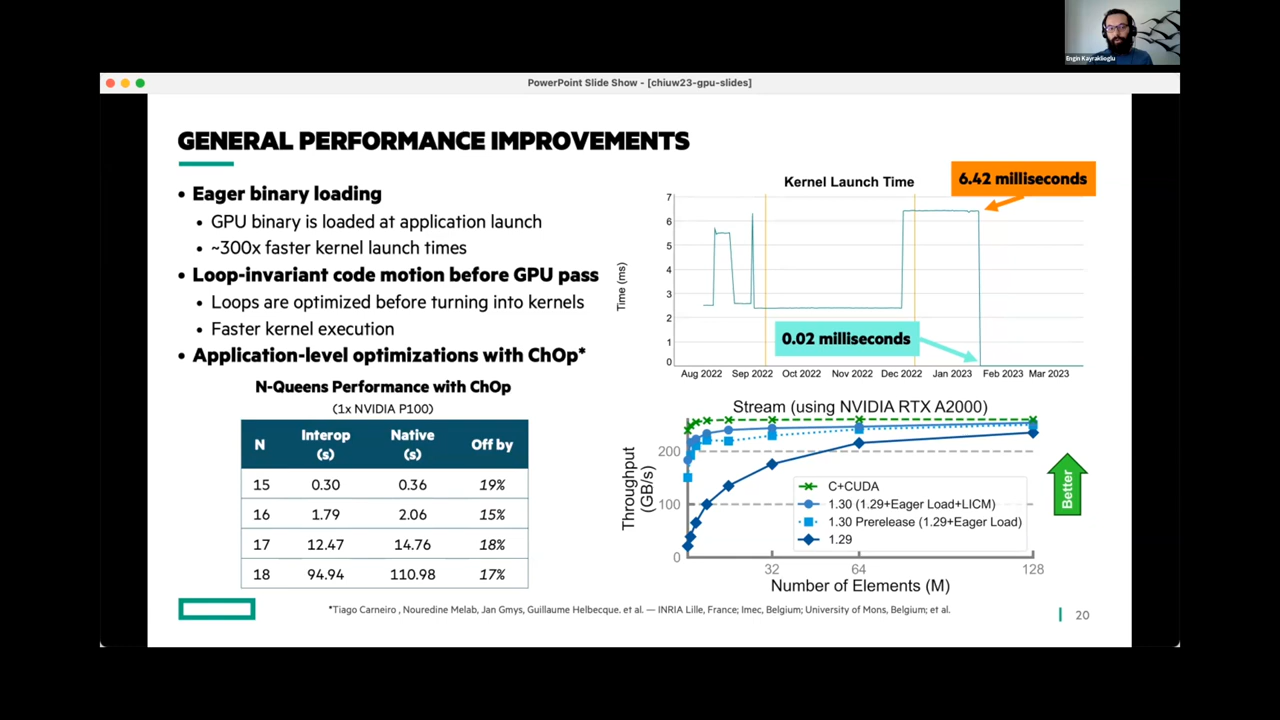 Engin Kayraklioglu
PowerPoint Slide Show - [chiuw23-gpu-slides]
GENERAL PERFORMANCE IMPROVEMENTS
• Eager binary loading
• GPU binary is loaded at application launch
• ~300x faster kernel launch times
• Loop-invariant code motion before GPU pass
• Loops are optimized before turning into kernels
• Faster kernel execution
• Application-level optimizations with ChOp*
N-Queens Performance with ChOp
(1x NVIDIA P100)
N Interop (s) Native (s) Off by
15 0.30 0.36 19%
16 1.79 2.06 15%
17 12.47 14.76 18%
18 94.94 110.98 17%
Kernel Launch Time
6.42 milliseconds
Time (ms)
7
6
5
4
3
2
1
0
0.02 milliseconds
Aug 2022 Sep 2022 Oct 2022 Nov 2022 Dec 2022 Jan 2023 Feb 2023 Mar 2023
Stream (using NVIDIA RTX A2000)
Throughput
(GB/s)
200
100
0
C+CUDA
1.30 (1.29+Eager Load+LICM)
1.30 Prerelease (1.29+Eager Load)
1.29
Better
32 64 128
Number of Elements (M)
*Tiago Carneiro , Nouredine Melab, Jan Gmys, Guillaume Helbecque. et al. — INRIA Lille, France; Imec, Belgium; University of Mons, Belgium; et al.
20